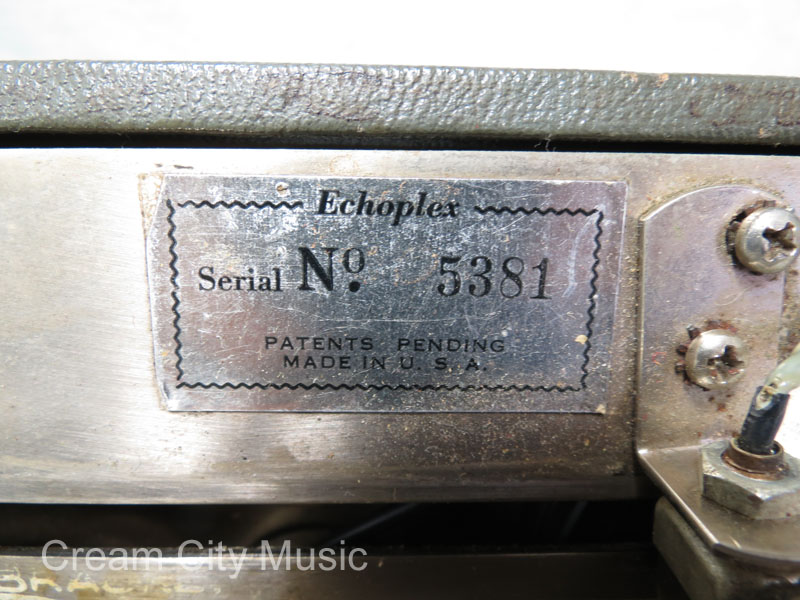 Echoplex
Serial No. 5381
PATENTS PENDING
MADE IN U. S. A.
Cream City Music